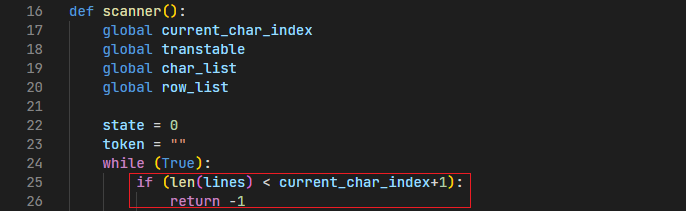 16 def scanner():
17     global current_char_index
18     global transtable
19     global char_list
20     global row_list
21
22     state = 0
23     token = ""
24     while (True):
25         if (len(lines) < current_char_index+1):
26             return -1